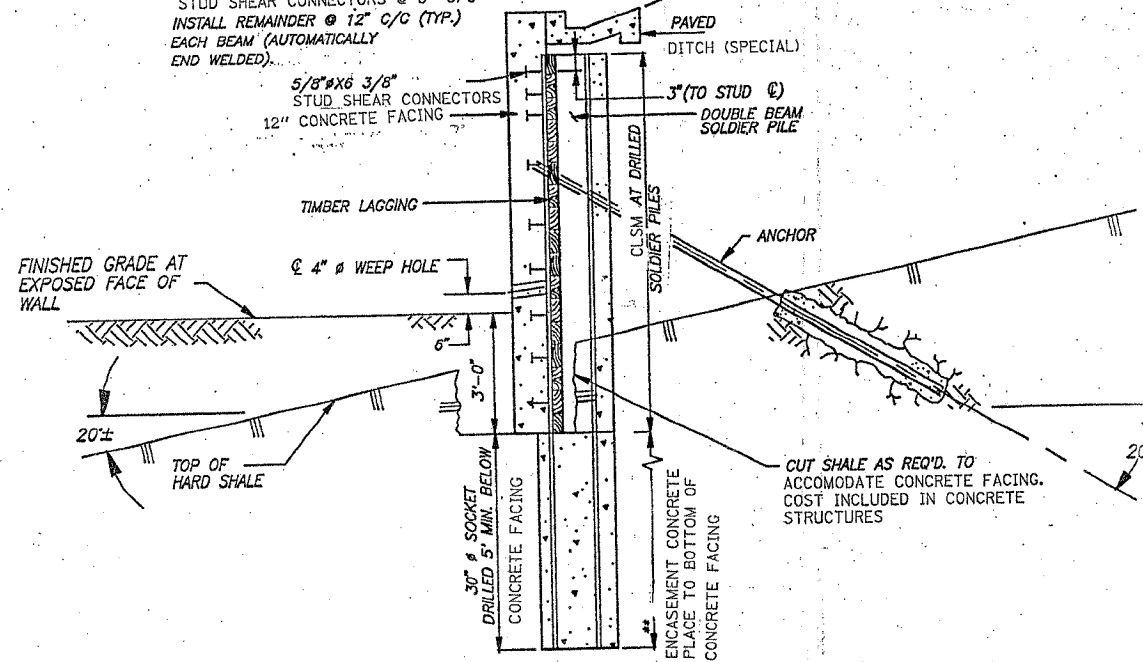 STUD SHEAR CONNECTORS @
INSTALL REMAINDER @ 12" C/C (TYP.)
EACH BEAM (AUTOMATICALLY
END WELDED).
PAVED
DITCH (SPECIAL)
5/8"øX6 3/8"
STUD SHEAR CONNECTORS
12" CONCRETE FACING
3"(TO STUD ℄)
DOUBLE BEAM
SOLDIER PILE
TIMBER LAGGING
CLSM AT DRILLED
SOLDIER PILES
ANCHOR
FINISHED GRADE AT
EXPOSED FACE OF
WALL
℄ 4" ø WEEP HOLE
6"
3'-0"
20°±
TOP OF
HARD SHALE
20
CUT SHALE AS REQ'D. TO
ACCOMODATE CONCRETE FACING.
COST INCLUDED IN CONCRETE
STRUCTURES
30" ø SOCKET
DRILLED 5' MIN. BELOW
CONCRETE FACING
**
ENCASEMENT CONCRETE
PLACE TO BOTTOM OF
CONCRETE FACING